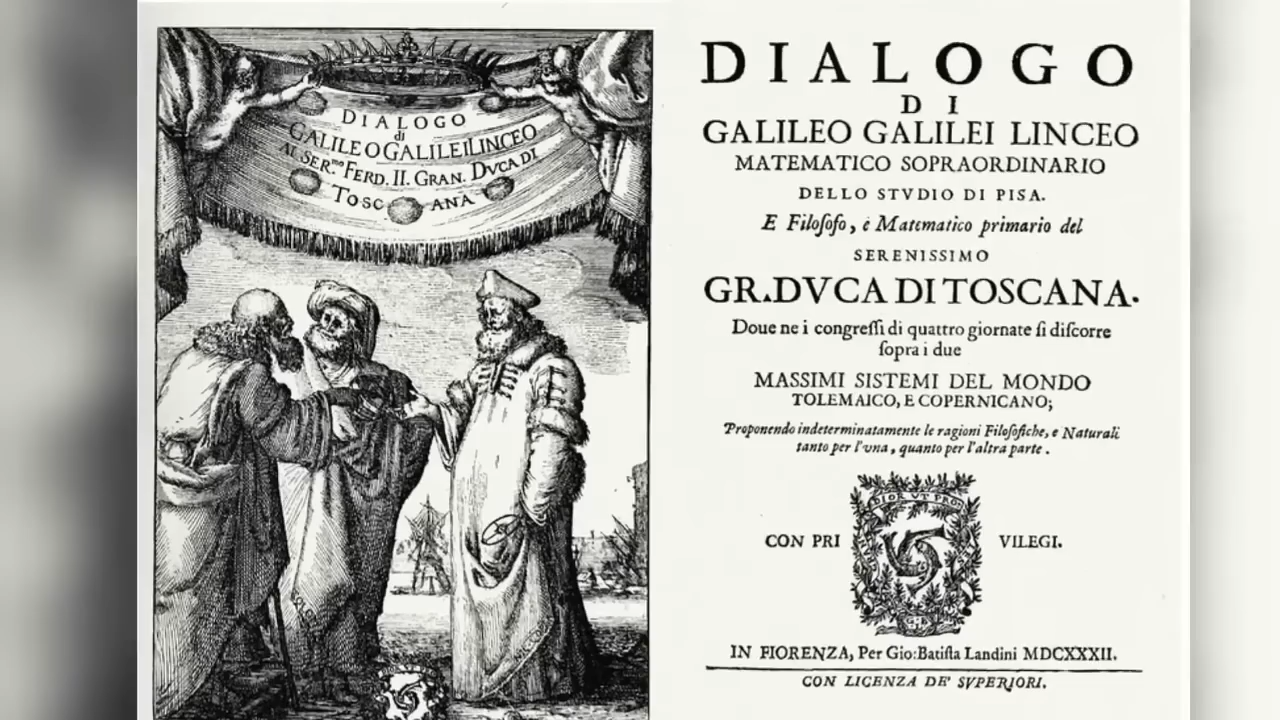 DIALOGO
di
GALILEO GALILEI LINCEO
AL SER.mo FERD. II. GRAN. DVCA DI
TOSCANA
DIALOGO
DI
GALILEO GALILEI LINCEO
MATEMATICO SOPRAORDINARIO
DELLO STVDIO DI PISA.
E Filoſofo, e Matematico primario del
SERENISSIMO
GR.DVCA DI TOSCANA.
Doue ne i congreſſi di quattro giornate ſi diſcorre
ſopra i due
MASSIMI SISTEMI DEL MONDO
TOLEMAICO, E COPERNICANO;
Proponendo indeterminatamente le ragioni Filoſofiche, e Naturali
tanto per l'vna, quanto per l'altra parte.
CON PRI VILEGI.
IN FIORENZA, Per Gio:Batiſta Landini MDCXXXII.
CON LICENZA DE' SVPERIORI.